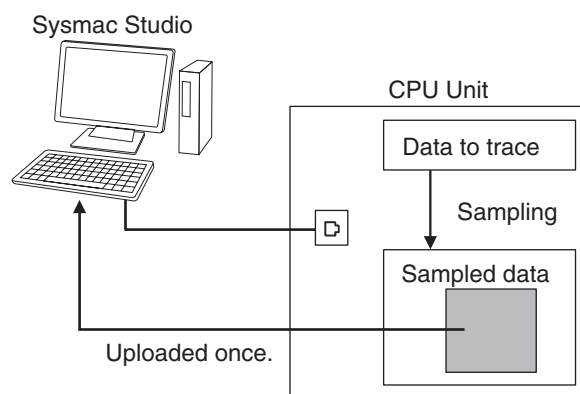 Sysmac Studio
CPU Unit
Data to trace
Sampling
Sampled data
Uploaded once.